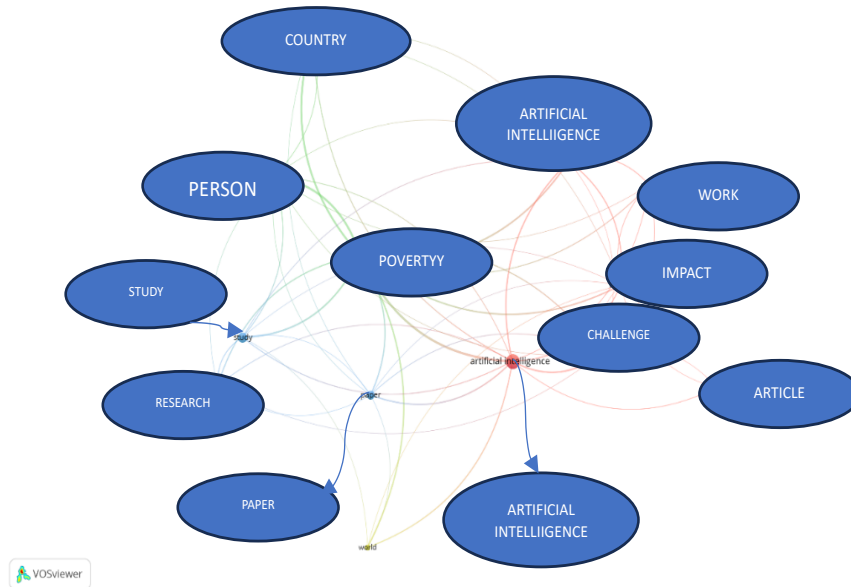 COUNTRY
ARTIFICIAL
INTELLIIGENCE
PERSON
WORK
POVERTYY
IMPACT
STUDY
CHALLENGE
study
artificial intelligence
paper
ARTICLE
RESEARCH
PAPER
ARTIFICIAL
INTELLIIGENCE
world
VOSviewer